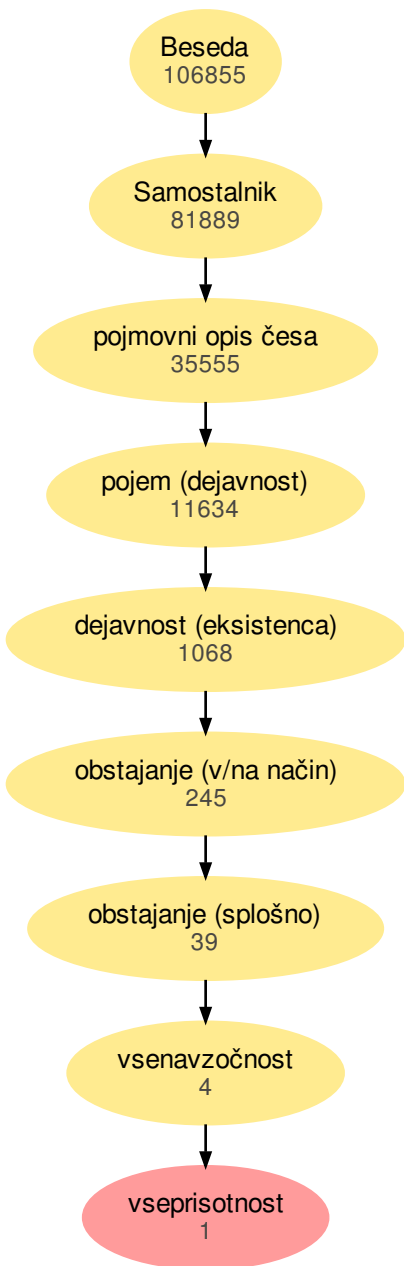 Beseda
106855
Samostalnik
81889
pojmovni opis česa
35555
pojem (dejavnost)
11634
dejavnost (eksistenca)
1068
obstajanje (v/na način)
245
obstajanje (splošno)
39
vsenavzočnost
4
vseprisotnost
1